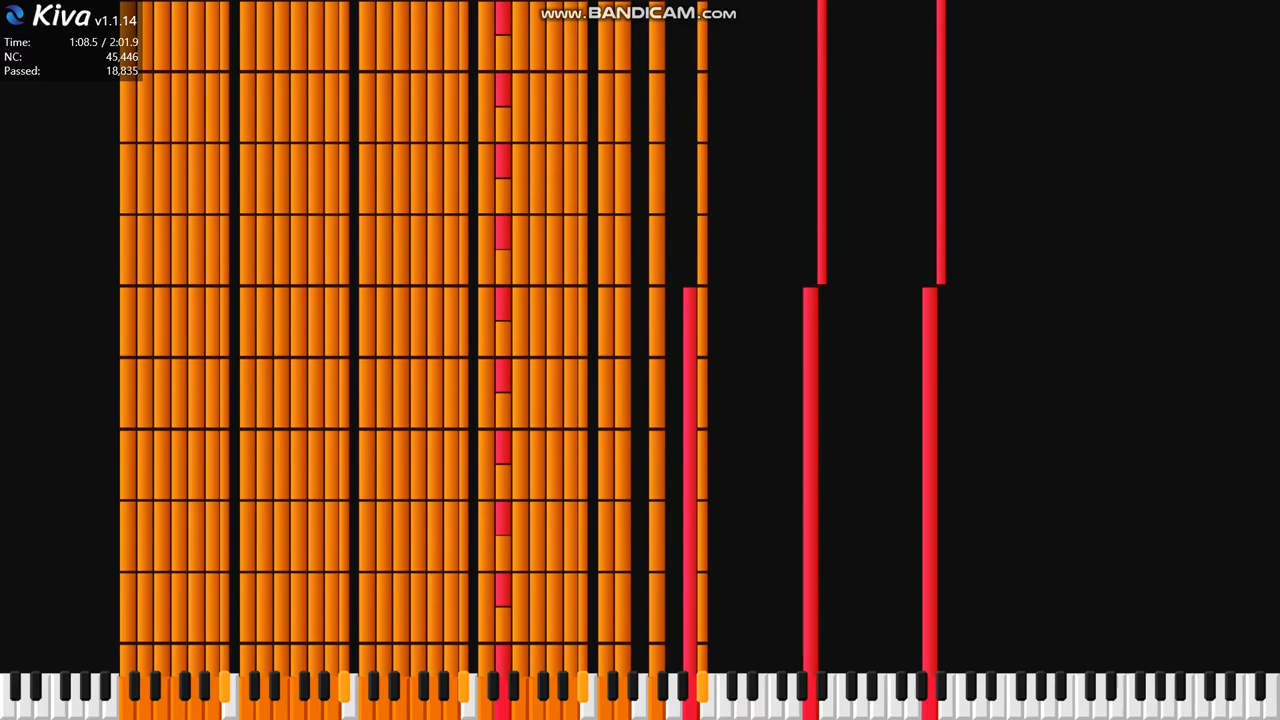 Kiva v1.1.14
www.BANDICAM.com
Time: 1:08.5 / 2:01.9
NC: 45,446
Passed: 18,835